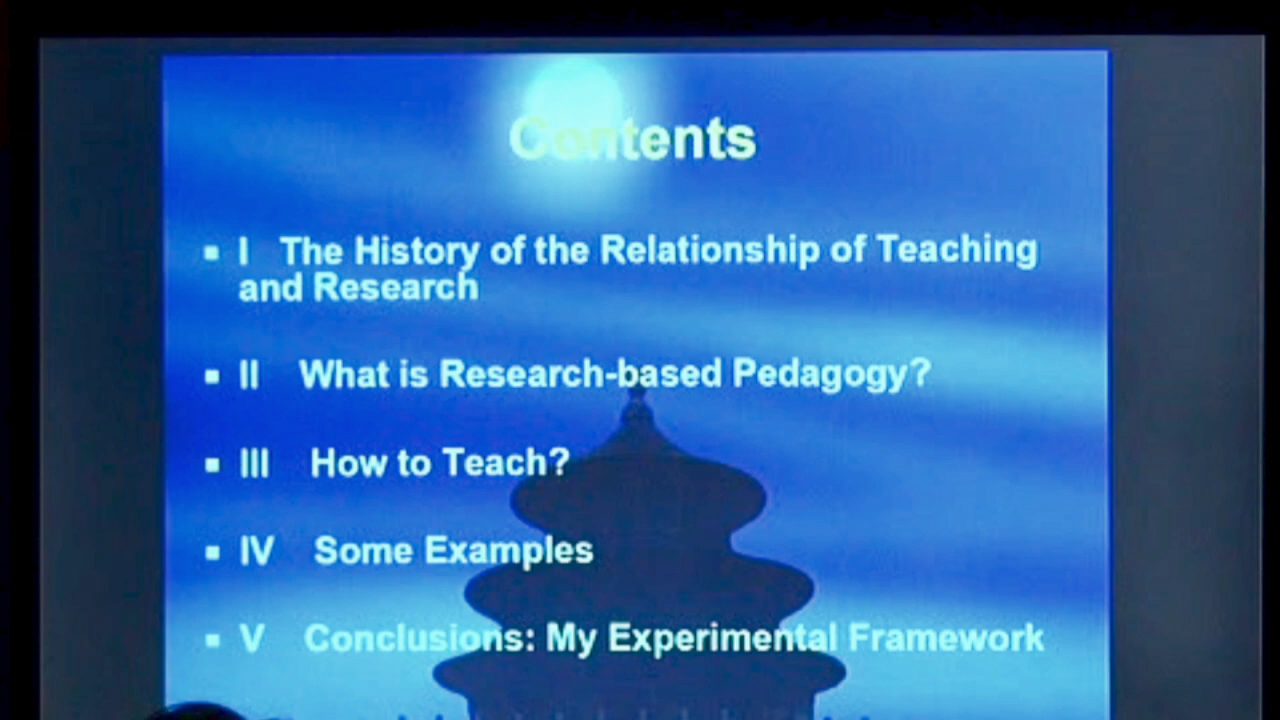 Contents
▪ I The History of the Relationship of Teaching
and Research
▪ II What is Research-based Pedagogy?
▪ III How to Teach?
▪ IV Some Examples
▪ V Conclusions: My Experimental Framework